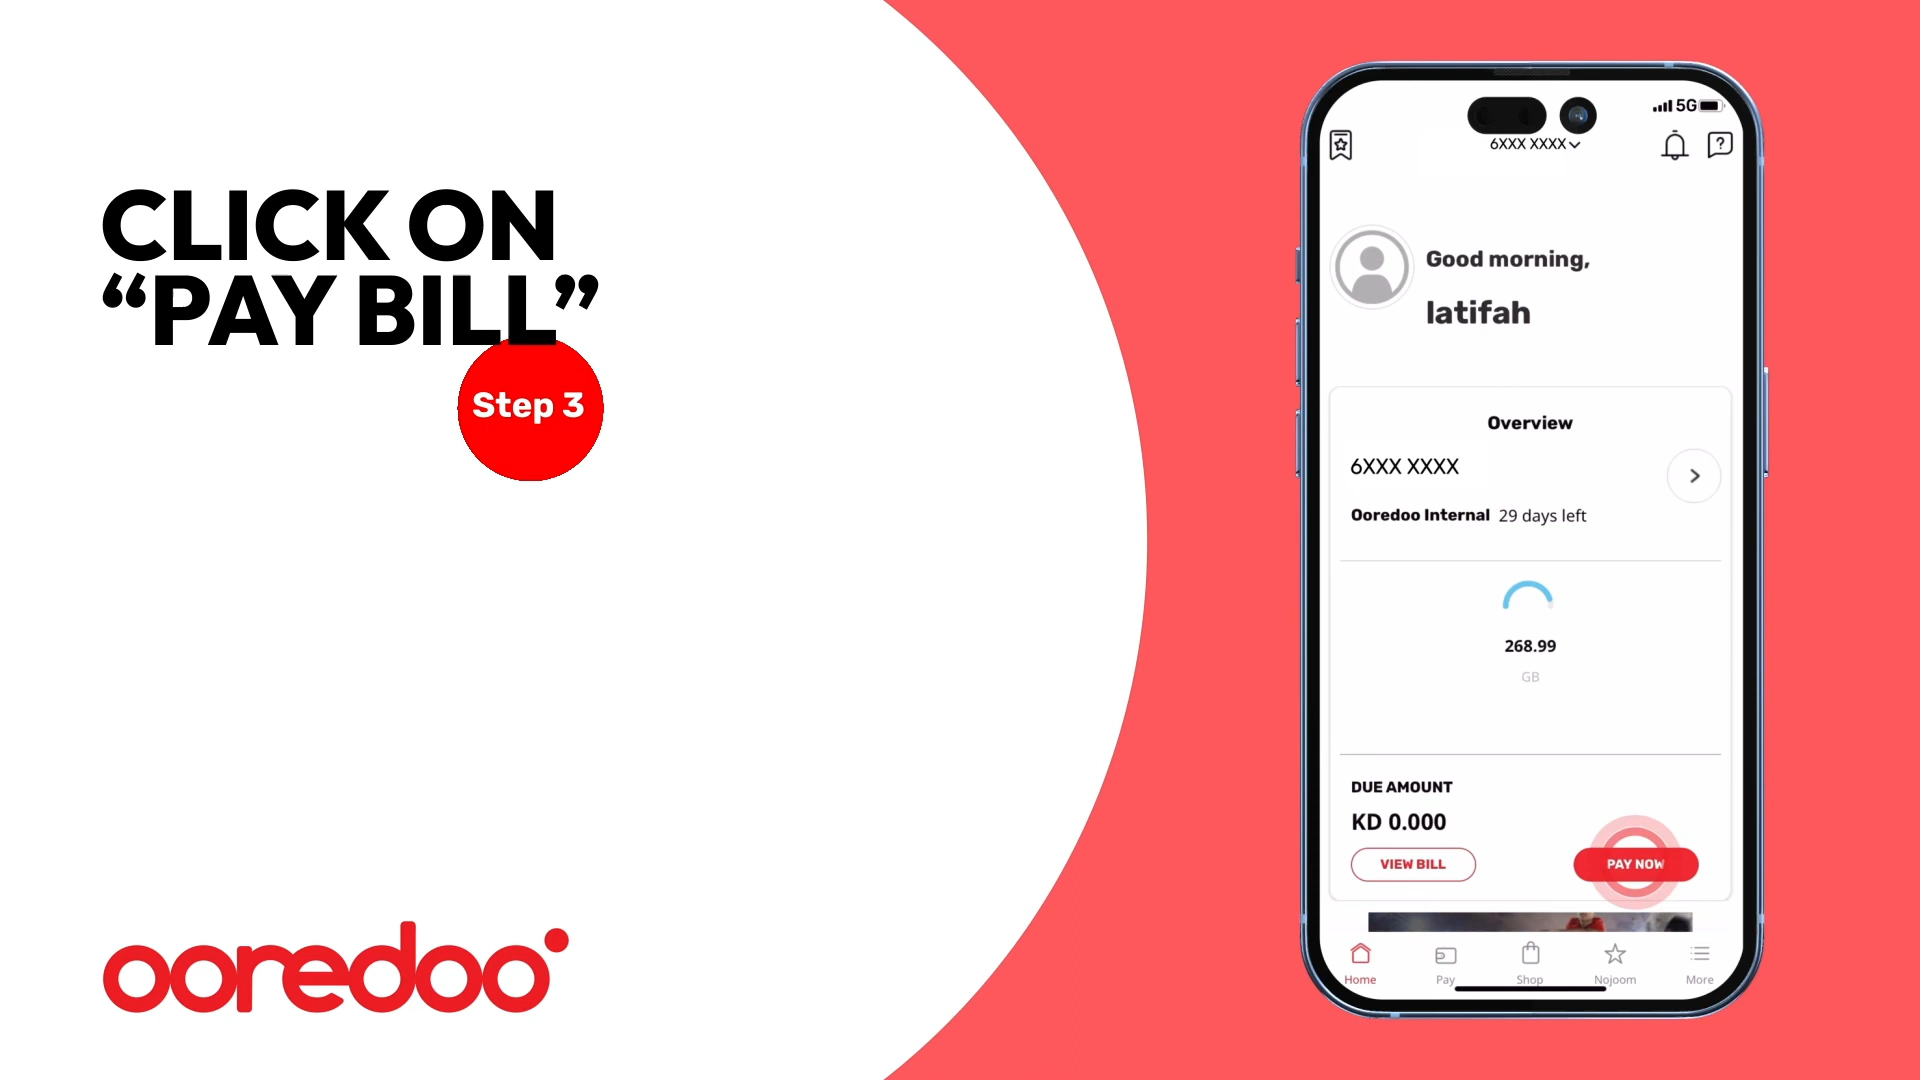 CLICK ON
“PAY BILL”
Step 3
ooredoo
5G
6XXX XXXX
Good morning,
latifah
Overview
6XXX XXXX
Ooredoo Internal 29 days left
268.99
GB
DUE AMOUNT
KD 0.000
VIEW BILL PAY NOW
Home Pay Shop Nojoom More